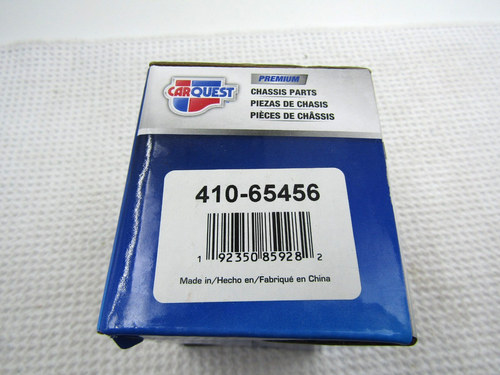 CARQUEST
PREMIUM
CHASSIS PARTS
PIEZAS DE CHASIS
PIÈCES DE CHÂSSIS
410-65456
1 92350 85928 2
Made in/Hecho en/Fabriqué en China